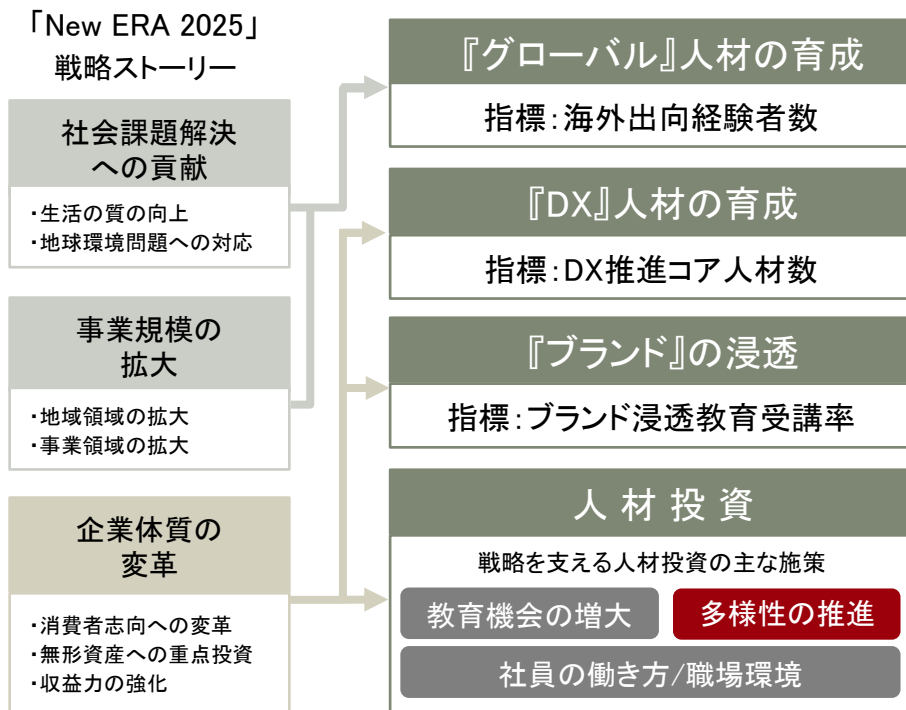 「New ERA 2025」
戦略ストーリー
社会課題解決
への貢献
・生活の質の向上
・地球環境問題への対応
事業規模の
拡大
・地域領域の拡大
・事業領域の拡大
企業体質の
変革
・消費者志向への変革
・無形資産への重点投資
・収益力の強化
『グローバル』人材の育成
指標：海外出向経験者数
『DX』人材の育成
指標：DX推進コア人材数
『ブランド』の浸透
指標：ブランド浸透教育受講率
人材投資
戦略を支える人材投資の主な施策
教育機会の増大
多様性の推進
社員の働き方/職場環境